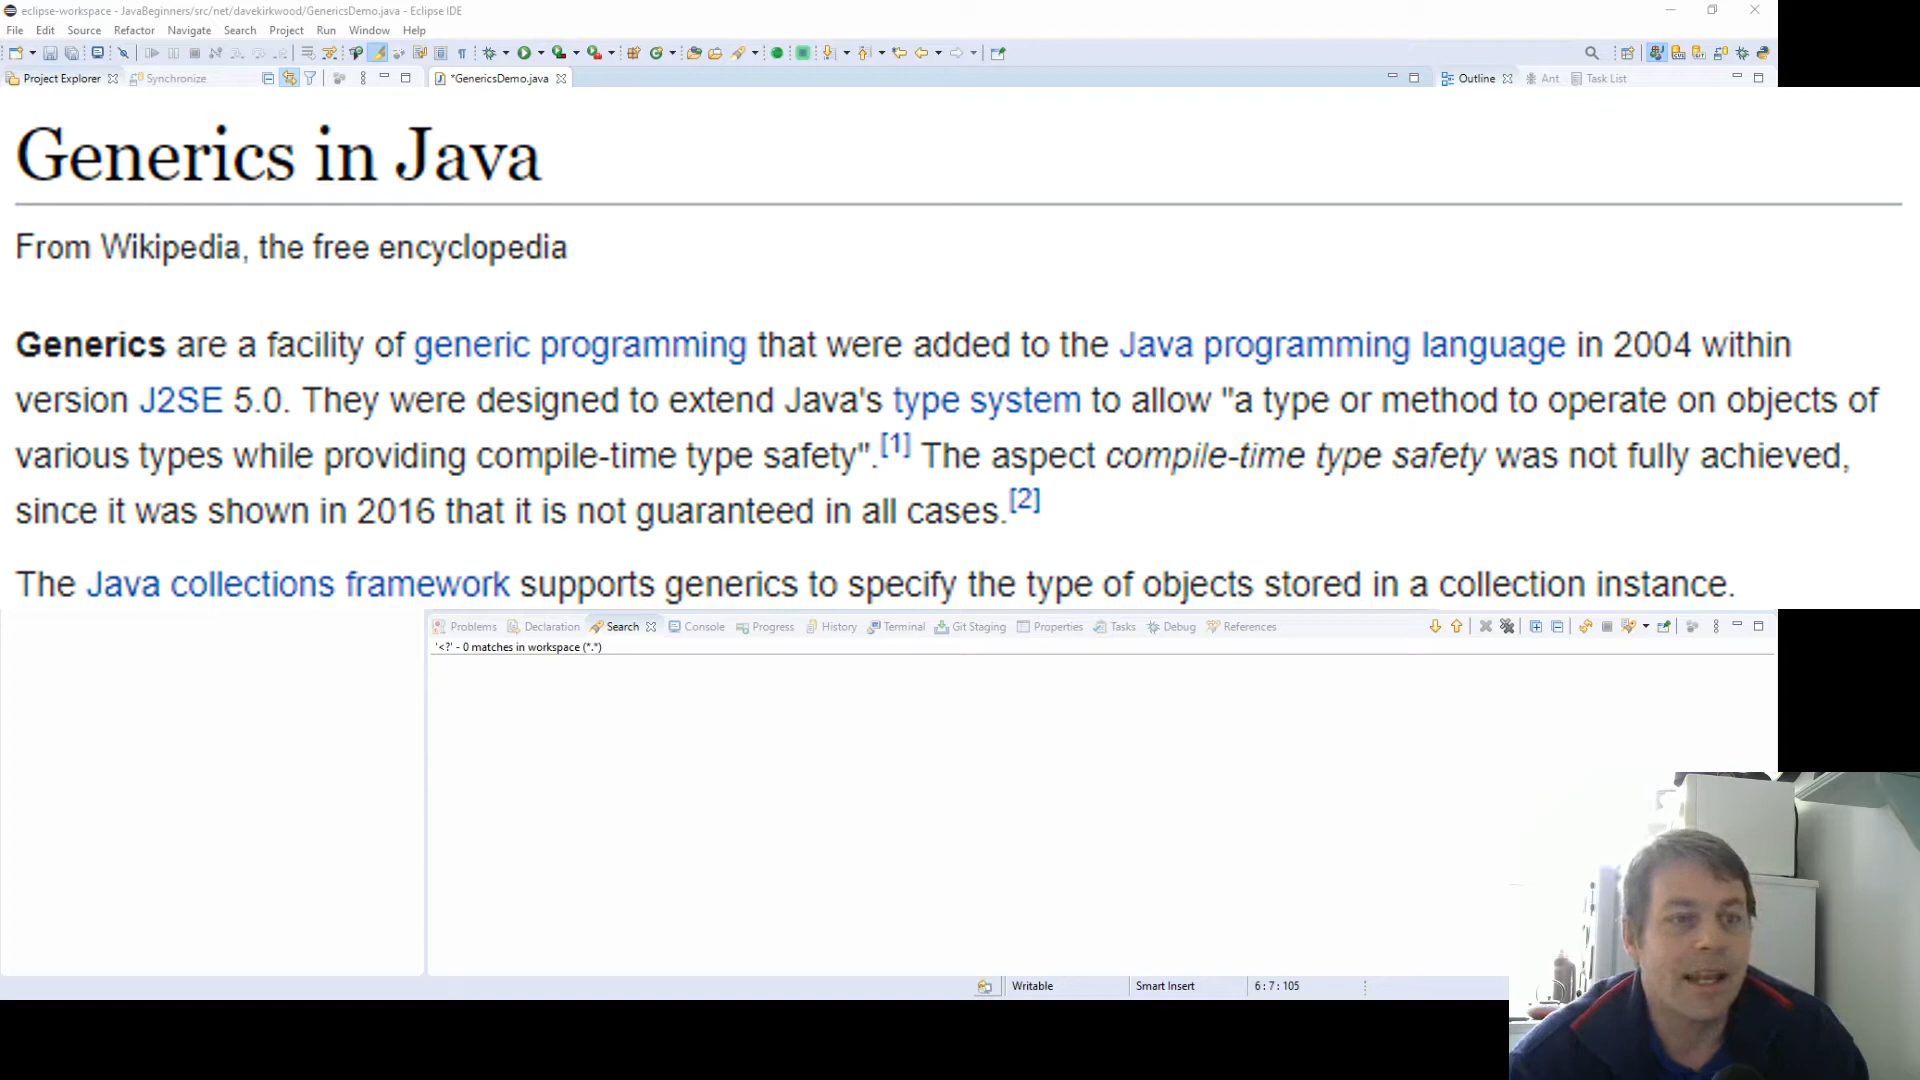 eclipse-workspace - JavaBeginners/src/net/davekirkwood/GenericsDemo.java - Eclipse IDE
File Edit Source Refactor Navigate Search Project Run Window Help
Project Explorer Synchronize *GenericsDemo.java Outline Ant Task List
Generics in Java
From Wikipedia, the free encyclopedia
Generics are a facility of generic programming that were added to the Java programming language in 2004 within
version J2SE 5.0. They were designed to extend Java's type system to allow "a type or method to operate on objects of
various types while providing compile-time type safety".[1] The aspect compile-time type safety was not fully achieved,
since it was shown in 2016 that it is not guaranteed in all cases.[2]
The Java collections framework supports generics to specify the type of objects stored in a collection instance.
Problems Declaration Search Console Progress History Terminal Git Staging Properties Tasks Debug References
'<?' - 0 matches in workspace (*.*)
Writable Smart Insert 6 : 7 : 105